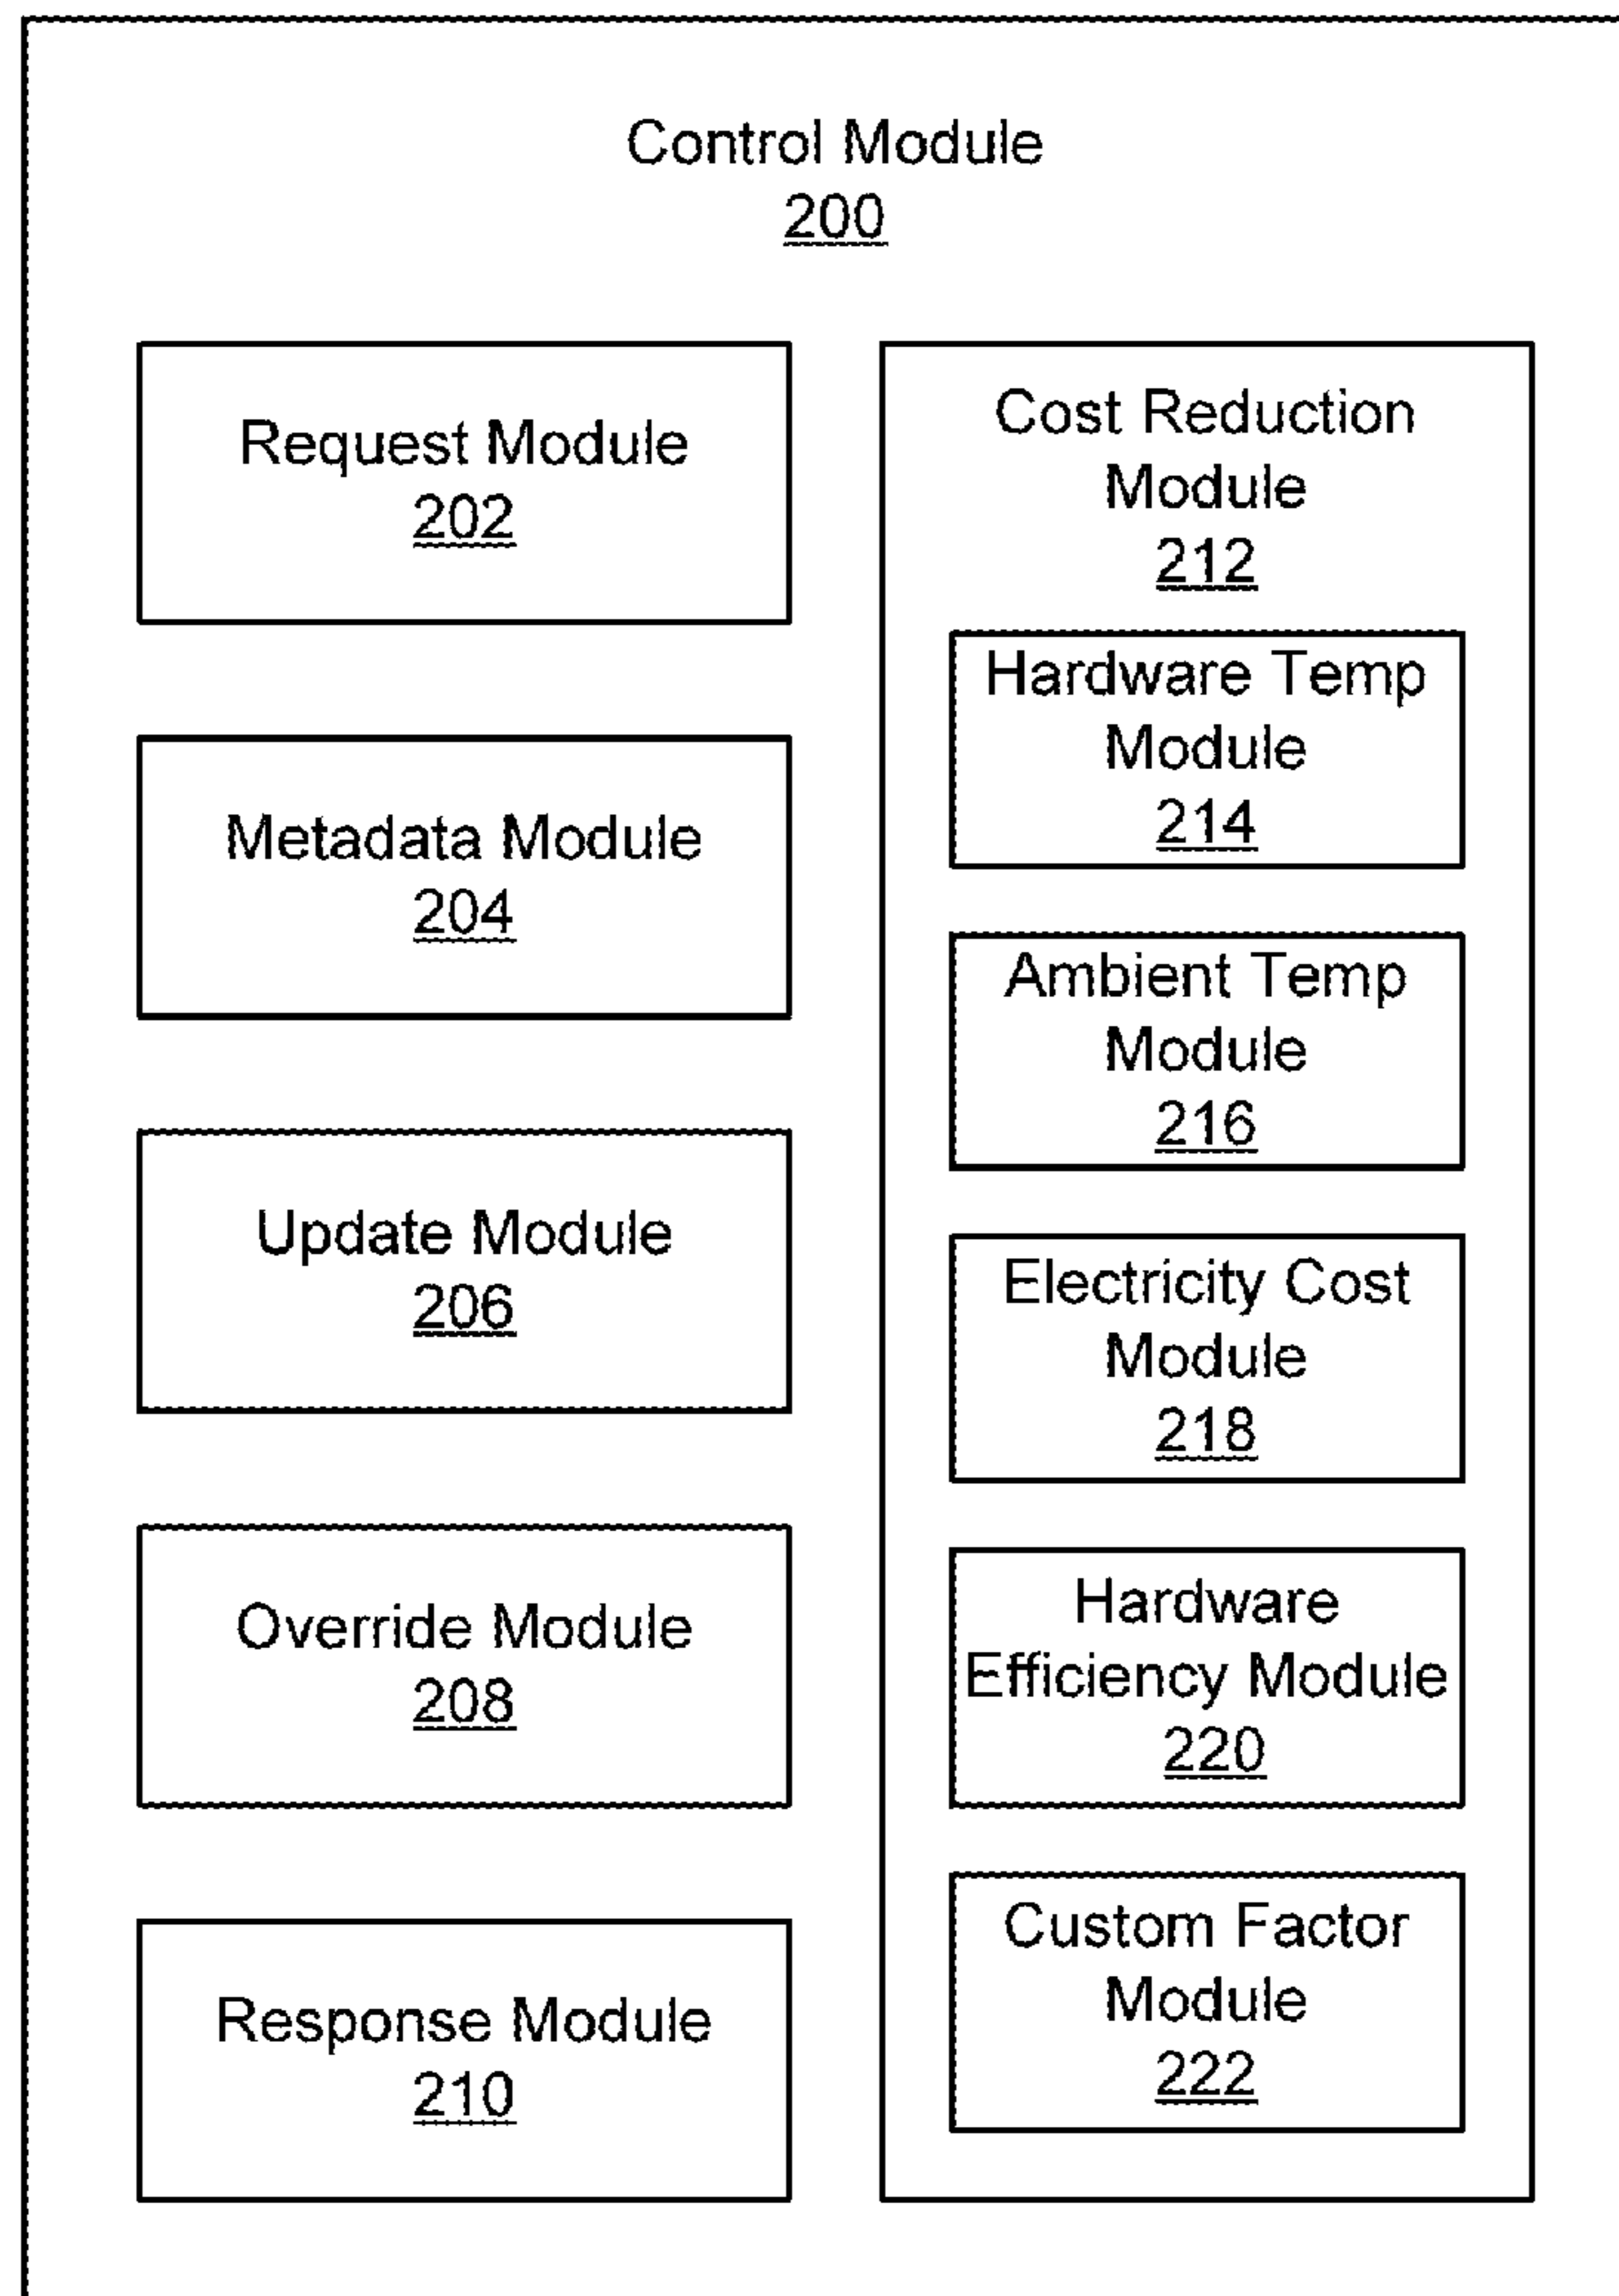 Control Module
200
Request Module
202
Metadata Module
204
Update Module
206
Override Module
208
Response Module
210
Cost Reduction
Module
212
Hardware Temp
Module
214
Ambient Temp
Module
216
Electricity Cost
Module
218
Hardware
Efficiency Module
220
Custom Factor
Module
222